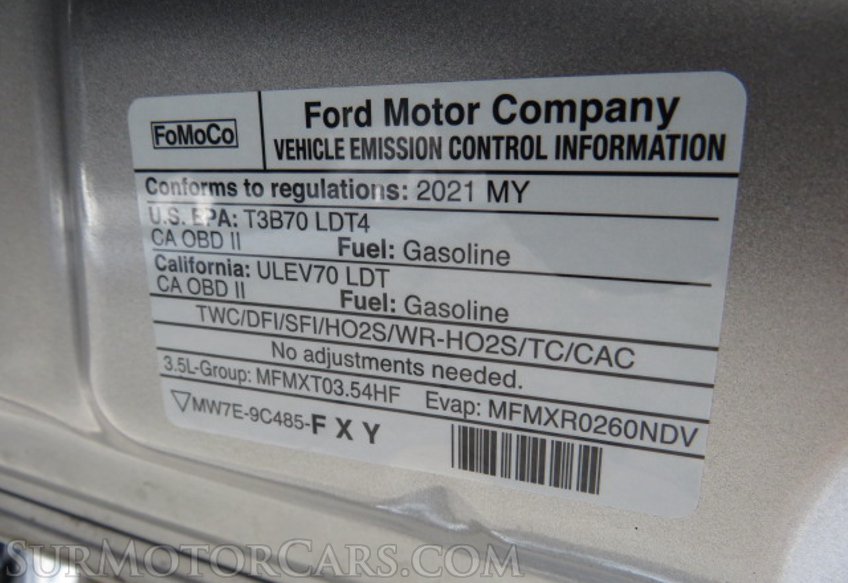 FoMoCo
Ford Motor Company
VEHICLE EMISSION CONTROL INFORMATION
Conforms to regulations: 2021 MY
U.S. EPA: T3B70 LDT4
CA OBD II Fuel: Gasoline
California: ULEV70 LDT
CA OBD II Fuel: Gasoline
TWC/DFI/SFI/HO2S/WR-HO2S/TC/CAC
No adjustments needed.
3.5L-Group: MFMXT03.54HF Evap: MFMXR0260NDV
MW7E-9C485-F X Y
SurMotorCars.com